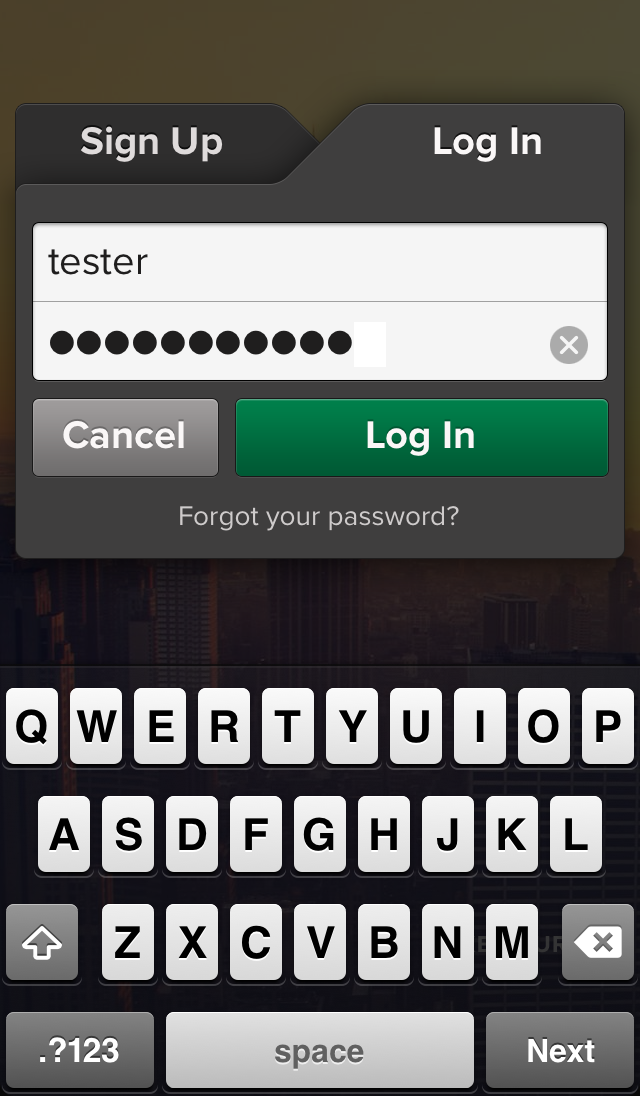 Sign Up Log In
tester
●●●●●●●●●●●
Cancel Log In
Forgot your password?
Q W E R T Y U I O P
A S D F G H J K L
Z X C V B N M
.?123 space Next